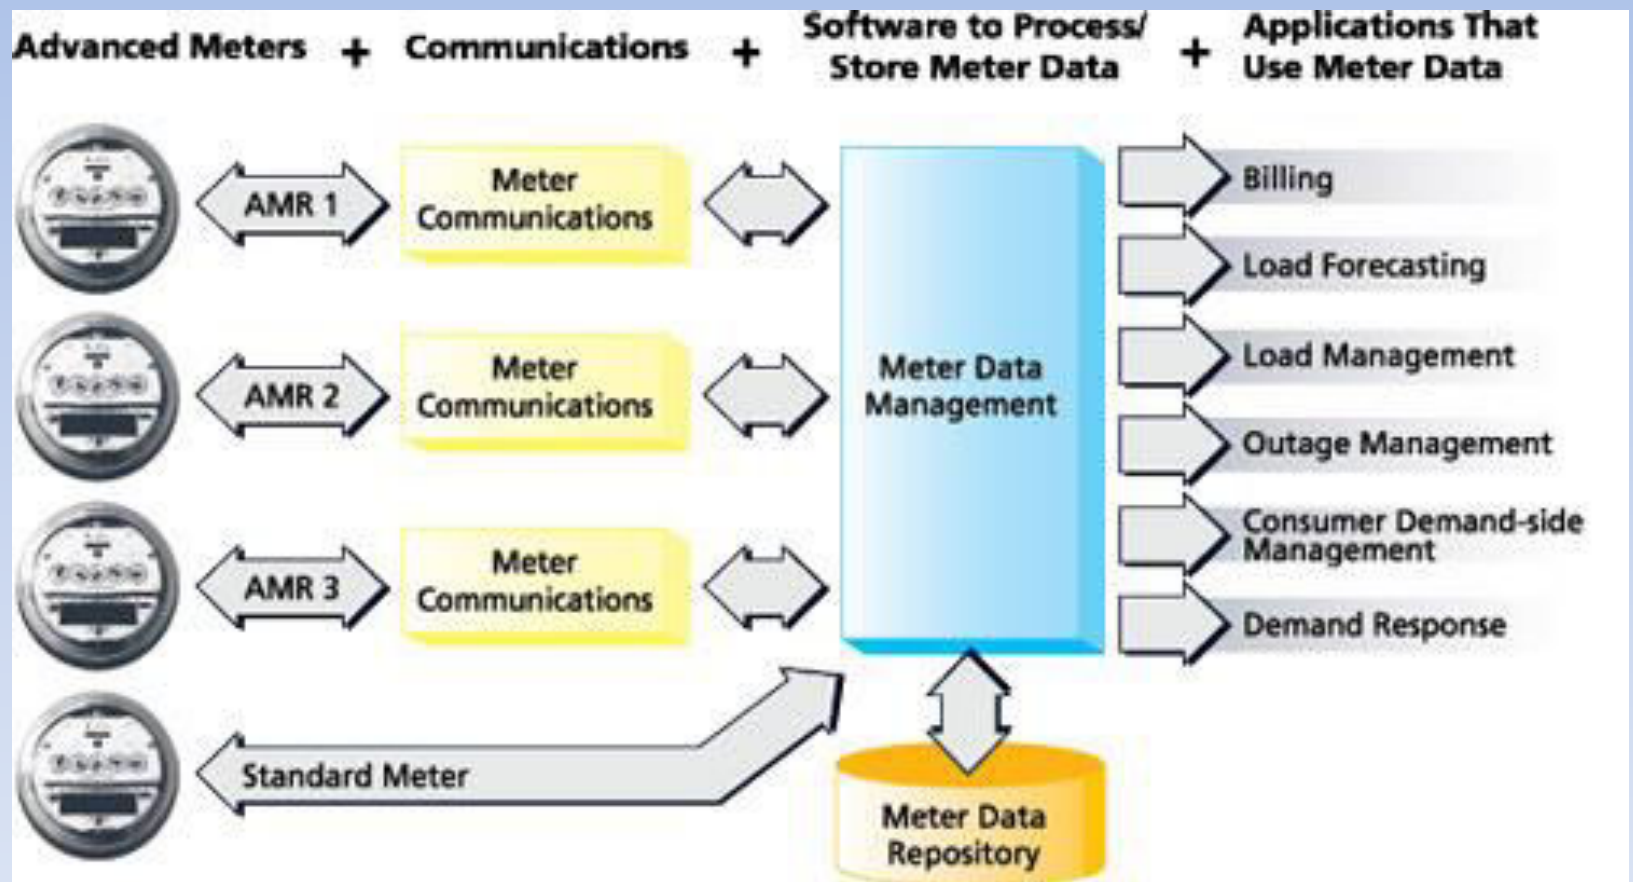 Advanced Meters + Communications + Software to Process/
Store Meter Data + Applications That
Use Meter Data
AMR 1
Meter
Communications
AMR 2
Meter
Communications
AMR 3
Meter
Communications
Standard Meter
Meter Data
Management
Meter Data
Repository
Billing
Load Forecasting
Load Management
Outage Management
Consumer Demand-side
Management
Demand Response